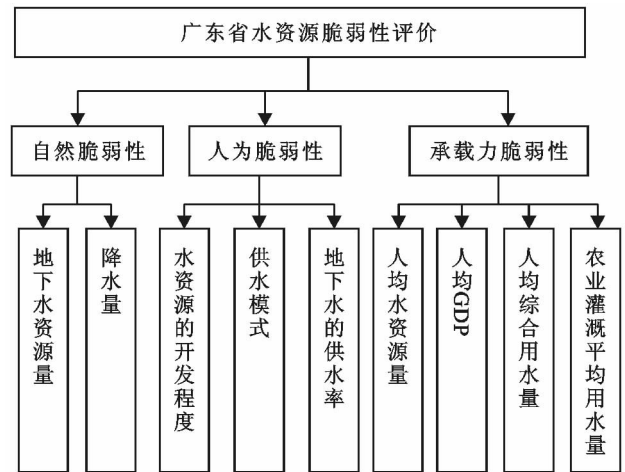 广东省水资源脆弱性评价
自然脆弱性
人为脆弱性
承载力脆弱性
地下水资源量
降水量
水资源的开发程度
供水模式
地下水的供水率
人均水资源量
人均GDP
人均综合用水量
农业灌溉平均用水量